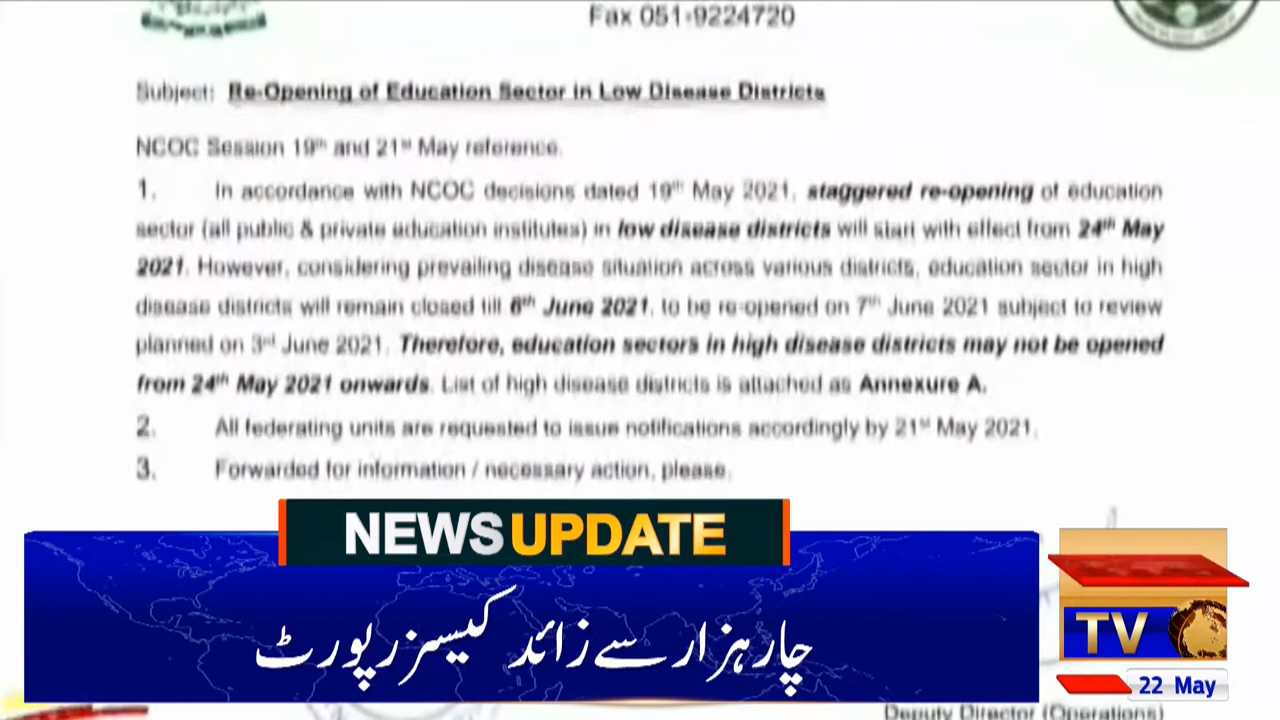 Fax 051-9224720
Subject: Re-Opening of Education Sector in Low Disease Districts
NCOC Session 19th and 21st May reference.
1. In accordance with NCOC decisions dated 19th May 2021, staggered re-opening of education
sector (all public & private education institutes) in low disease districts will start with effect from 24th May
2021. However, considering prevailing disease situation across various districts, education sector in high
disease districts will remain closed till 6th June 2021, to be re-opened on 7th June 2021 subject to review
planned on 3rd June 2021. Therefore, education sectors in high disease districts may not be opened
from 24th May 2021 onwards. List of high disease districts is attached as Annexure A.
2. All federating units are requested to issue notifications accordingly by 21st May 2021.
3. Forwarded for information / necessary action, please.
NEWS UPDATE
چار ہزار سے زائد کیسز رپورٹ
TV
22 May
Deputy Director (Operations)